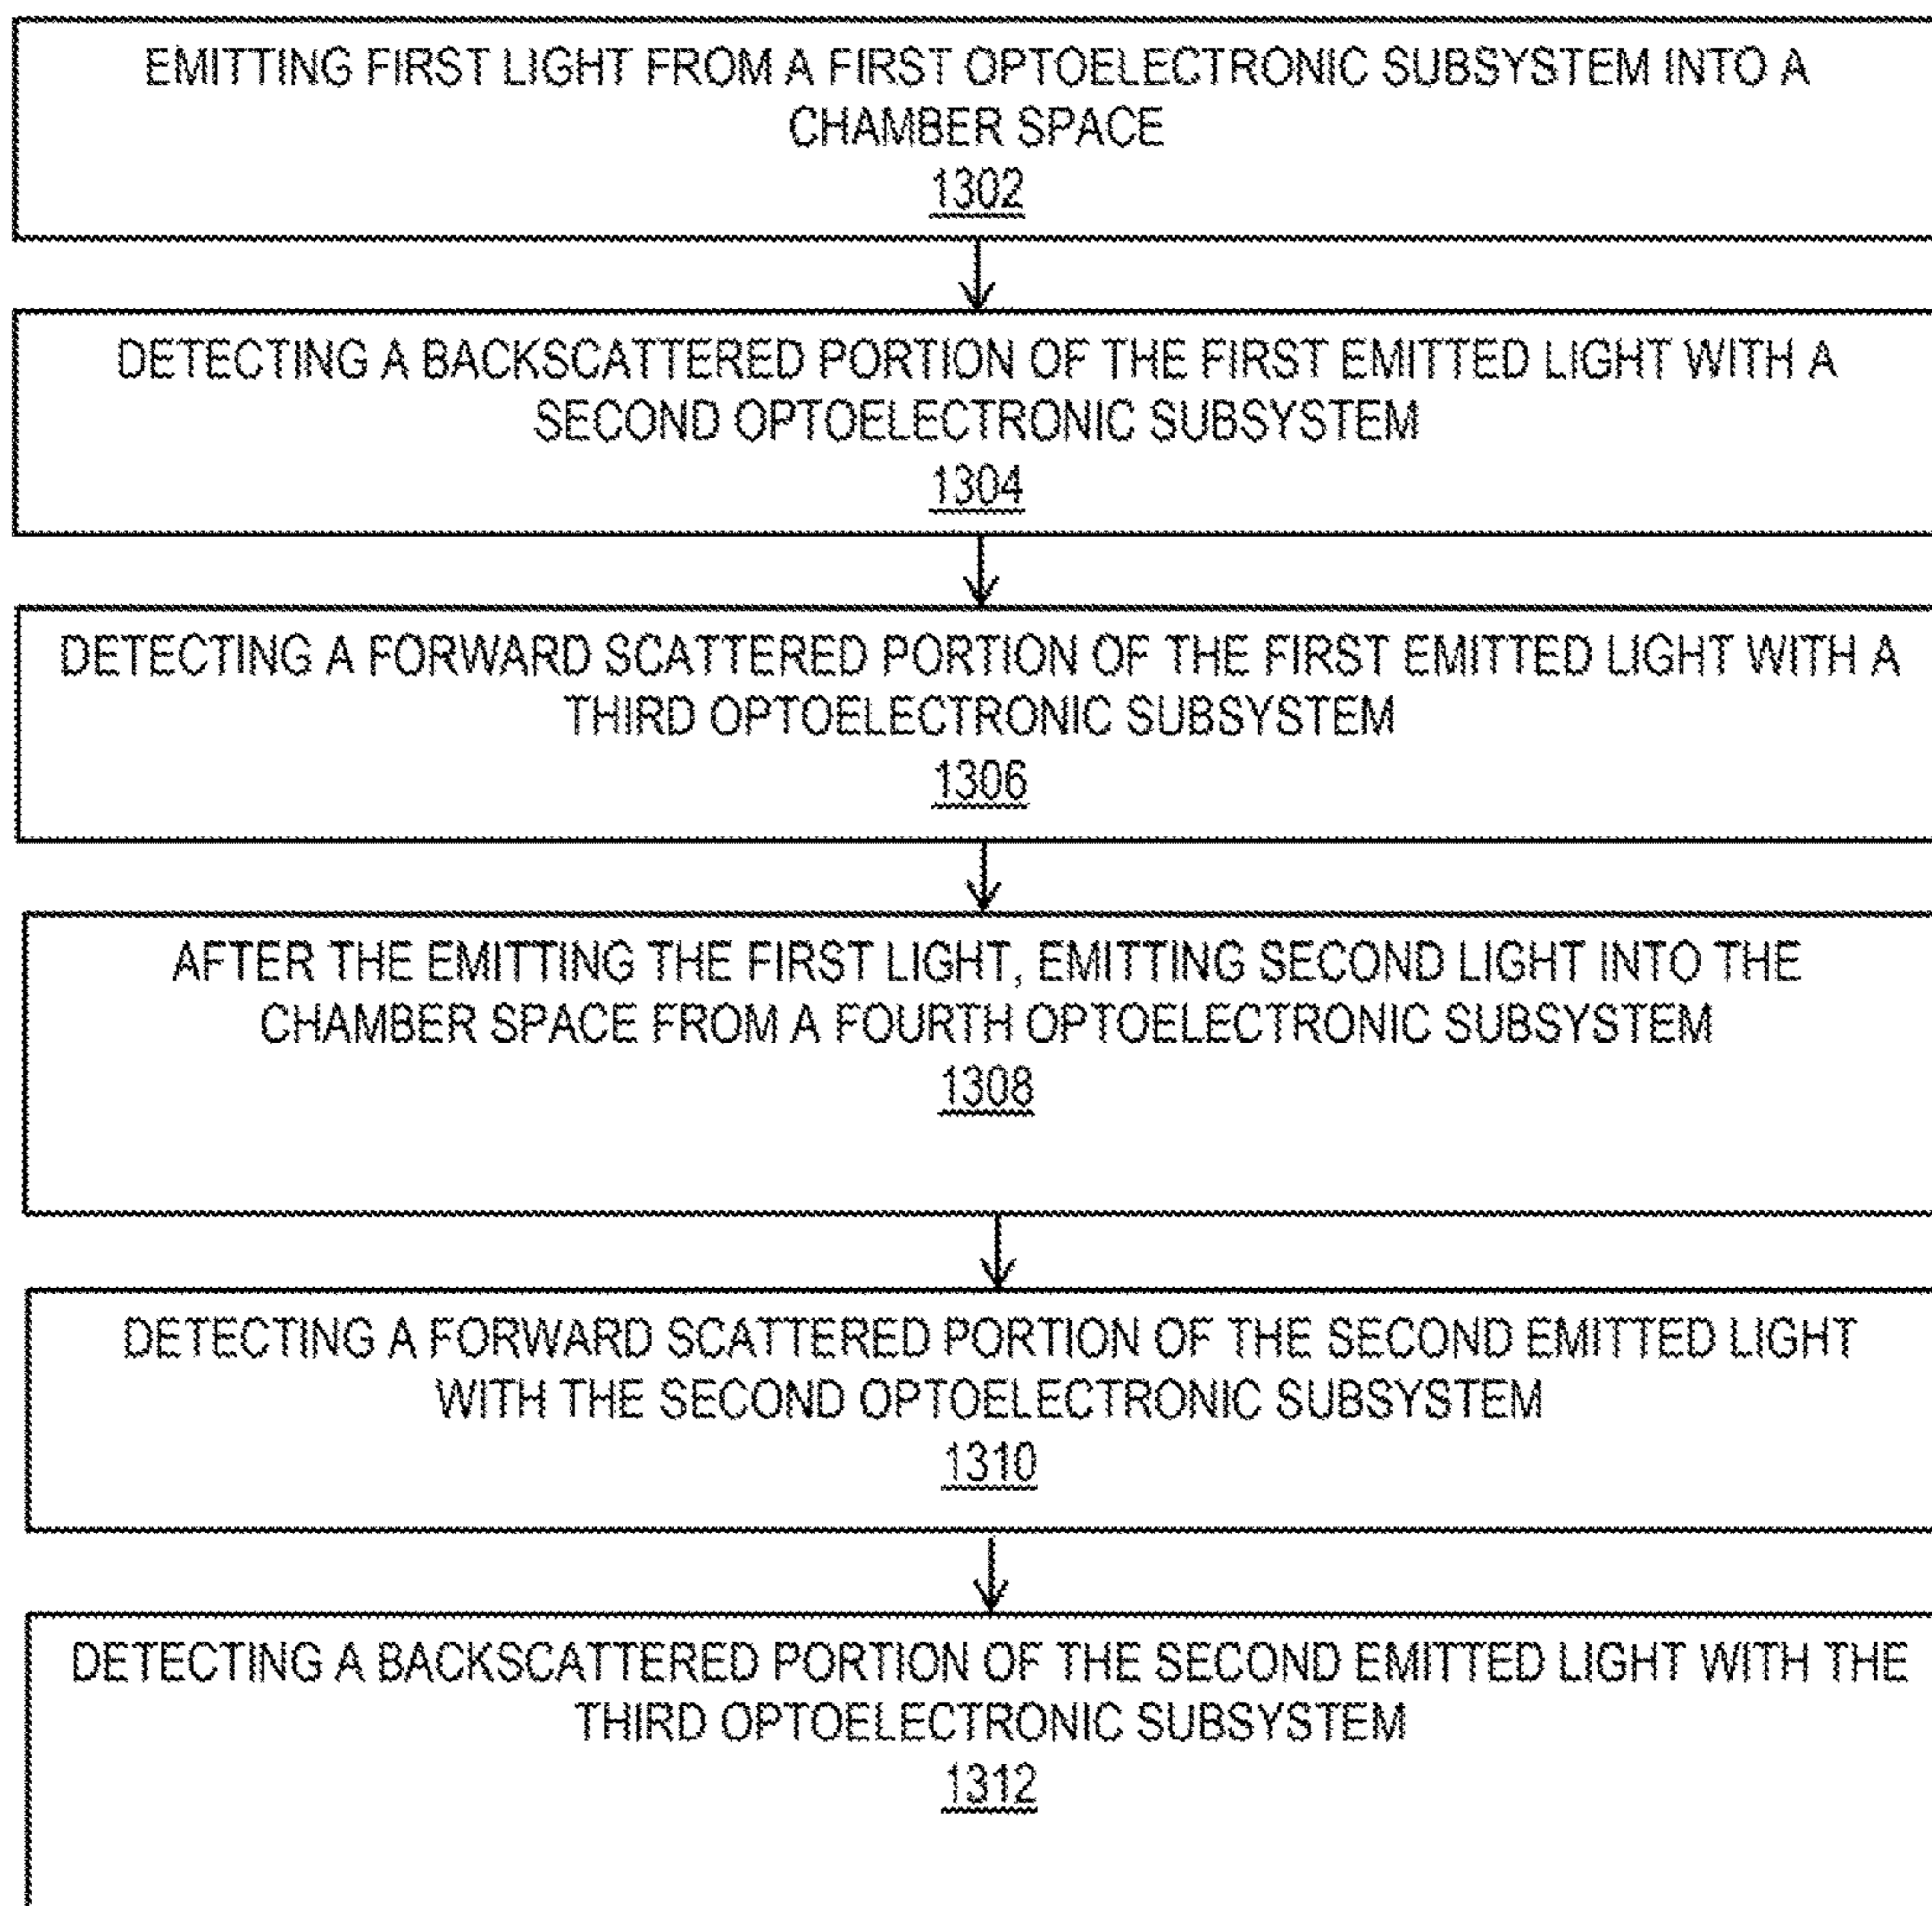 EMITTING FIRST LIGHT FROM A FIRST OPTOELECTRONIC SUBSYSTEM INTO A
CHAMBER SPACE
1302
DETECTING A BACKSCATTERED PORTION OF THE FIRST EMITTED LIGHT WITH A
SECOND OPTOELECTRONIC SUBSYSTEM
1304
DETECTING A FORWARD SCATTERED PORTION OF THE FIRST EMITTED LIGHT WITH A
THIRD OPTOELECTRONIC SUBSYSTEM
1306
AFTER THE EMITTING THE FIRST LIGHT, EMITTING SECOND LIGHT INTO THE
CHAMBER SPACE FROM A FOURTH OPTOELECTRONIC SUBSYSTEM
1308
DETECTING A FORWARD SCATTERED PORTION OF THE SECOND EMITTED LIGHT
WITH THE SECOND OPTOELECTRONIC SUBSYSTEM
1310
DETECTING A BACKSCATTERED PORTION OF THE SECOND EMITTED LIGHT WITH THE
THIRD OPTOELECTRONIC SUBSYSTEM
1312